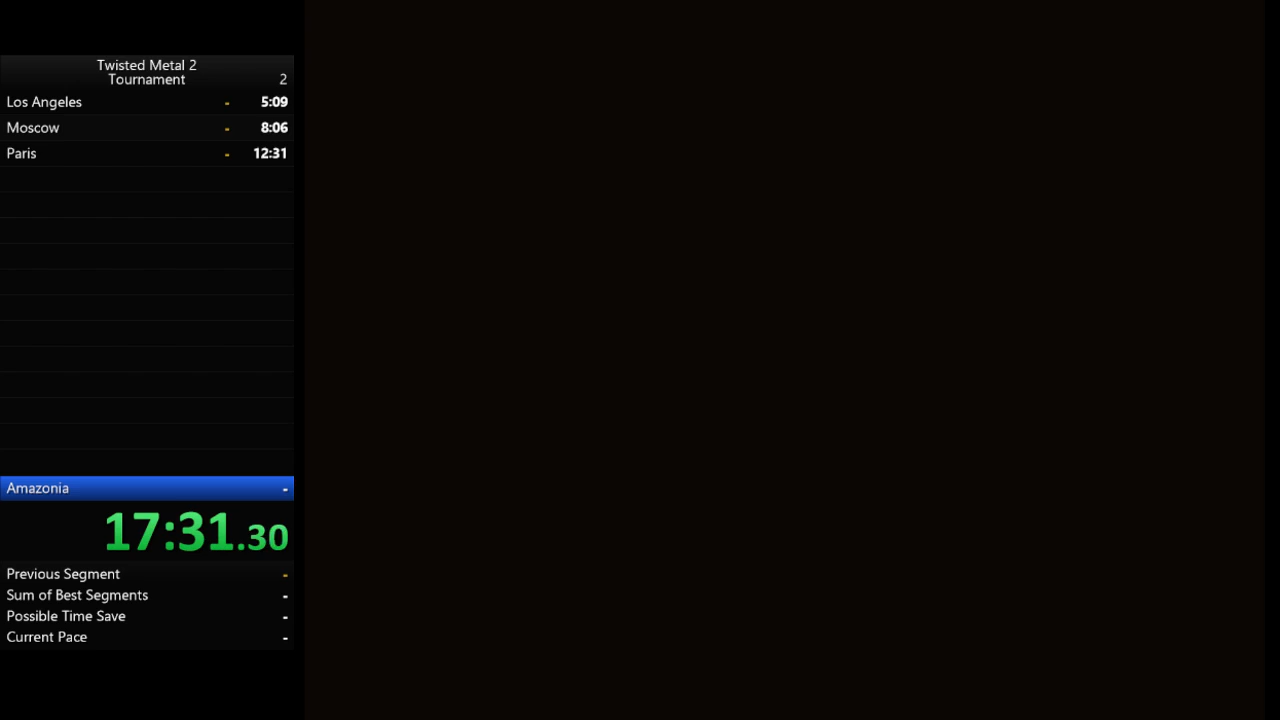 Twisted Metal 2
Tournament 2
Los Angeles - 5:09
Moscow - 8:06
Paris - 12:31
Amazonia -
17:31.30
Previous Segment -
Sum of Best Segments -
Possible Time Save -
Current Pace -